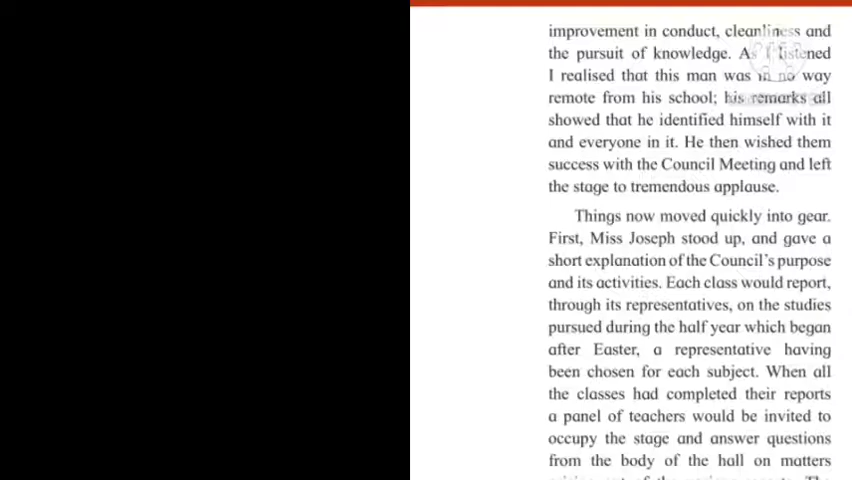 improvement in conduct, cleanliness and
the pursuit of knowledge. As I listened
I realised that this man was in no way
remote from his school; his remarks all
showed that he identified himself with it
and everyone in it. He then wished them
success with the Council Meeting and left
the stage to tremendous applause.
Things now moved quickly into gear.
First, Miss Joseph stood up, and gave a
short explanation of the Council's purpose
and its activities. Each class would report,
through its representatives, on the studies
pursued during the half year which began
after Easter, a representative having
been chosen for each subject. When all
the classes had completed their reports
a panel of teachers would be invited to
occupy the stage and answer questions
from the body of the hall on matters